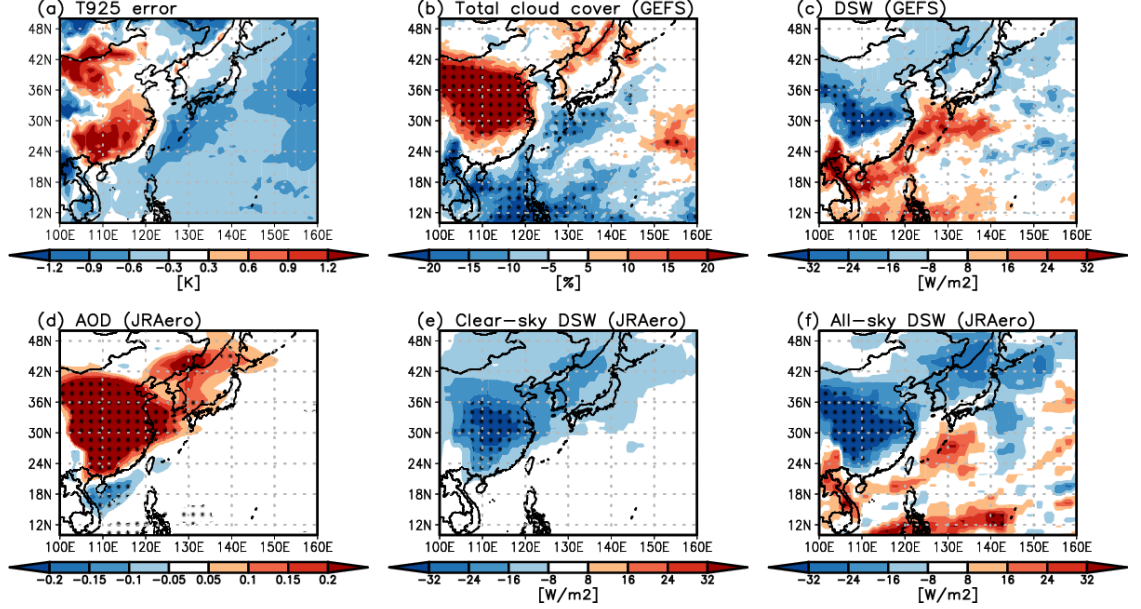 (a) T925 error
(b) Total cloud cover (GEFS)
(c) DSW (GEFS)
48N 48N 48N
42N 42N 42N
36N 36N 36N
30N 30N 30N
24N 24N 24N
18N 18N 18N
12N 12N 12N
100E 110E 120E 130E 140E 150E 160E
100E 110E 120E 130E 140E 150E 160E
100E 110E 120E 130E 140E 150E 160E
-1.2 -0.9 -0.6 -0.3 0.3 0.6 0.9 1.2
-20 -15 -10 -5 5 10 15 20
-32 -24 -16 -8 8 16 24 32
[K]
[%]
[W/m2]
(d) AOD (JRAero)
(e) Clear-sky DSW (JRAero)
(f) All-sky DSW (JRAero)
48N 48N 48N
42N 42N 42N
36N 36N 36N
30N 30N 30N
24N 24N 24N
18N 18N 18N
12N 12N 12N
100E 110E 120E 130E 140E 150E 160E
100E 110E 120E 130E 140E 150E 160E
100E 110E 120E 130E 140E 150E 160E
-0.2 -0.15 -0.1 -0.05 0.05 0.1 0.15 0.2
-32 -24 -16 -8 8 16 24 32
-32 -24 -16 -8 8 16 24 32
[W/m2]
[W/m2]